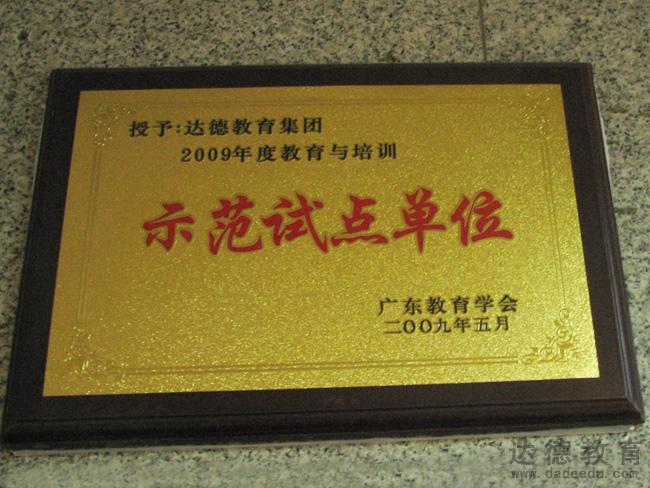 授予:达德教育集团
2009年度教育与培训
示范试点单位
广东教育学会
二〇〇九年五月
达德教育
www.dadeedu.com